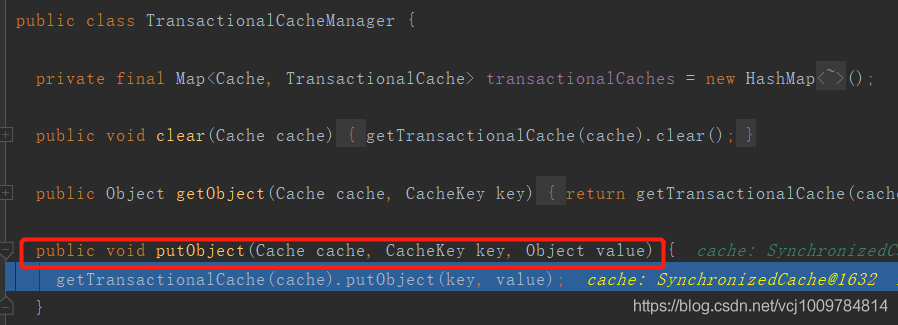 public class TransactionalCacheManager {
private final Map<Cache, TransactionalCache> transactionalCaches = new HashMap<~>();
public void clear(Cache cache) { getTransactionalCache(cache).clear(); }
public Object getObject(Cache cache, CacheKey key) { return getTransactionalCache(cach
public void putObject(Cache cache, CacheKey key, Object value) { cache: SynchronizedC
getTransactionalCache(cache).putObject(key, value); cache: SynchronizedCache@1632
}
https://blog.csdn.net/vcj1009784814